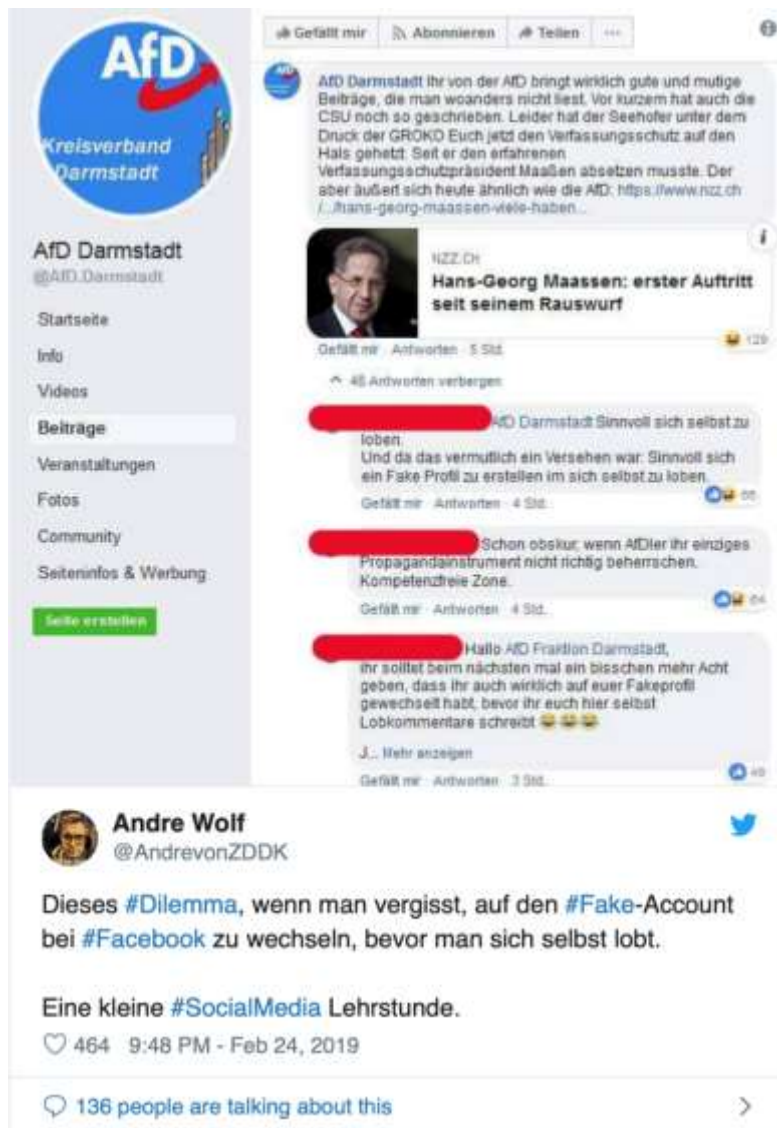 AfD
Kreisverband
Darmstadt
AfD Darmstadt
@AfD.Darmstadt
Startseite
Info
Videos
Beiträge
Veranstaltungen
Fotos
Community
Seiteninfos & Werbung
Seite erstellen
Gefällt mir Abonnieren Teilen ...
AfD Darmstadt Ihr von der AfD bringt wirklich gute und mutige
Beiträge, die man woanders nicht liest. Vor kurzem hat auch die
CSU noch so geschrieben. Leider hat der Seehofer unter dem
Druck der GROKO Euch jetzt den Verfassungsschutz auf den
Hals gehetzt. Seit er den erfahrenen
Verfassungsschutzpräsident Maaßen absetzen musste. Der
aber äußert sich heute ähnlich wie die AfD: https://www.nzz.ch
/.../hans-georg-maassen-viele-haben...
NZZ.CH
Hans-Georg Maassen: erster Auftritt
seit seinem Rauswurf
129
Gefällt mir · Antworten · 5 Std.
Antworten verbergen
AfD Darmstadt Sinnvoll sich selbst zu
loben.
Und da das vermutlich ein Versehen war: Sinnvoll sich
ein Fake Profil zu erstellen im sich selbst zu loben.
Gefällt mir · Antworten · 4 Std.
Schon obskur, wenn AfDler ihr einziges
Propagandainstrument nicht richtig beherrschen.
Kompetenzfreie Zone.
Gefällt mir · Antworten · 4 Std.
Hallo AfD Fraktion Darmstadt,
ihr solltet beim nächsten mal ein bisschen mehr Acht
geben, dass ihr auch wirklich auf euer Fakeprofil
gewechselt habt, bevor ihr euch hier selbst
Lobkommentare schreibt 😂😂😂
J... Mehr anzeigen
Gefällt mir · Antworten · 3 Std.
Andre Wolf
@AndrevonZDDK
Dieses #Dilemma, wenn man vergisst, auf den #Fake-Account
bei #Facebook zu wechseln, bevor man sich selbst lobt.
Eine kleine #SocialMedia Lehrstunde.
464 9:48 PM - Feb 24, 2019
136 people are talking about this